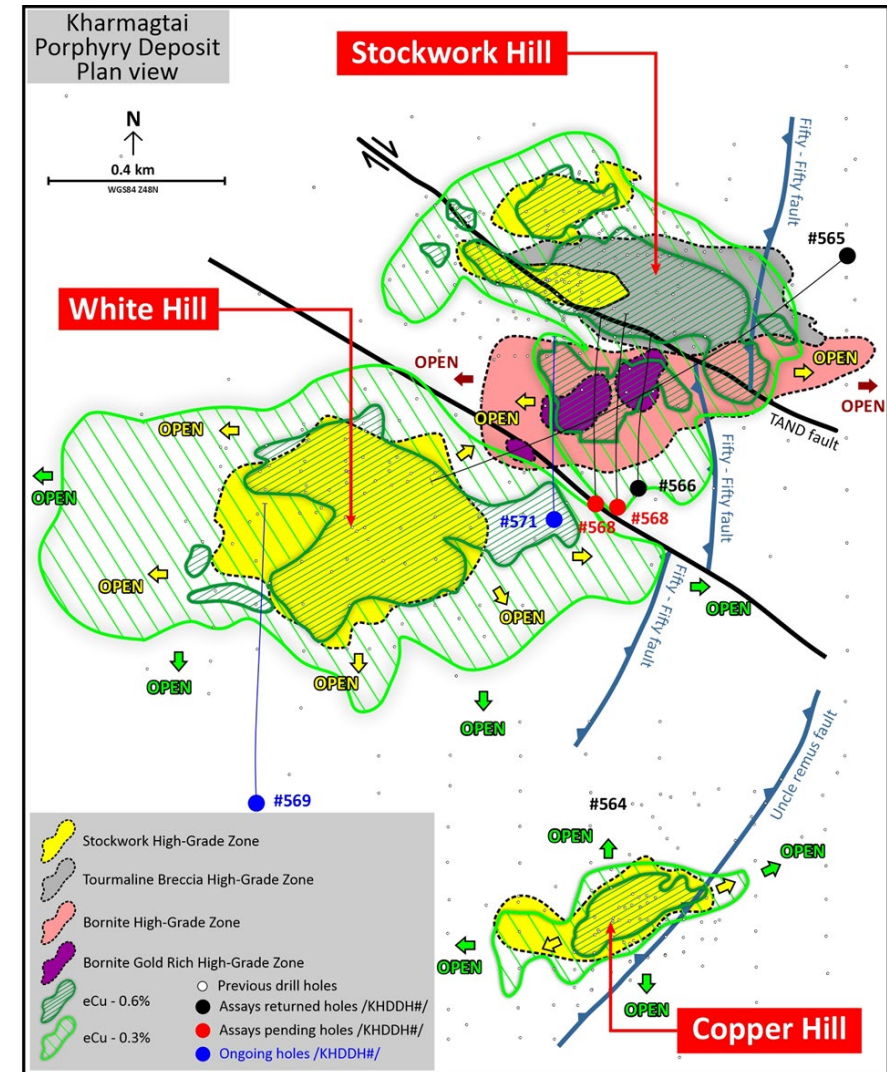 Kharmagtai
Porphyry Deposit
Plan view
N
0.4 km
WGS84 Z48N
Stockwork Hill
Fifty - Fifty fault
#565
White Hill
OPEN
OPEN
OPEN
OPEN
TAND fault
OPEN
OPEN
Fifty - Fifty fault
#566
#571
#568
#568
OPEN
OPEN
OPEN
Fifty - Fifty fault
OPEN
OPEN
OPEN
OPEN
#569
Uncle remus fault
#564
OPEN
OPEN
OPEN
OPEN
Copper Hill
Stockwork High-Grade Zone
Tourmaline Breccia High-Grade Zone
Bornite High-Grade Zone
Bornite Gold Rich High-Grade Zone
eCu - 0.6%
eCu - 0.3%
Previous drill holes
Assays returned holes /KHDDH#/
Assays pending holes /KHDDH#/
Ongoing holes /KHDDH#/